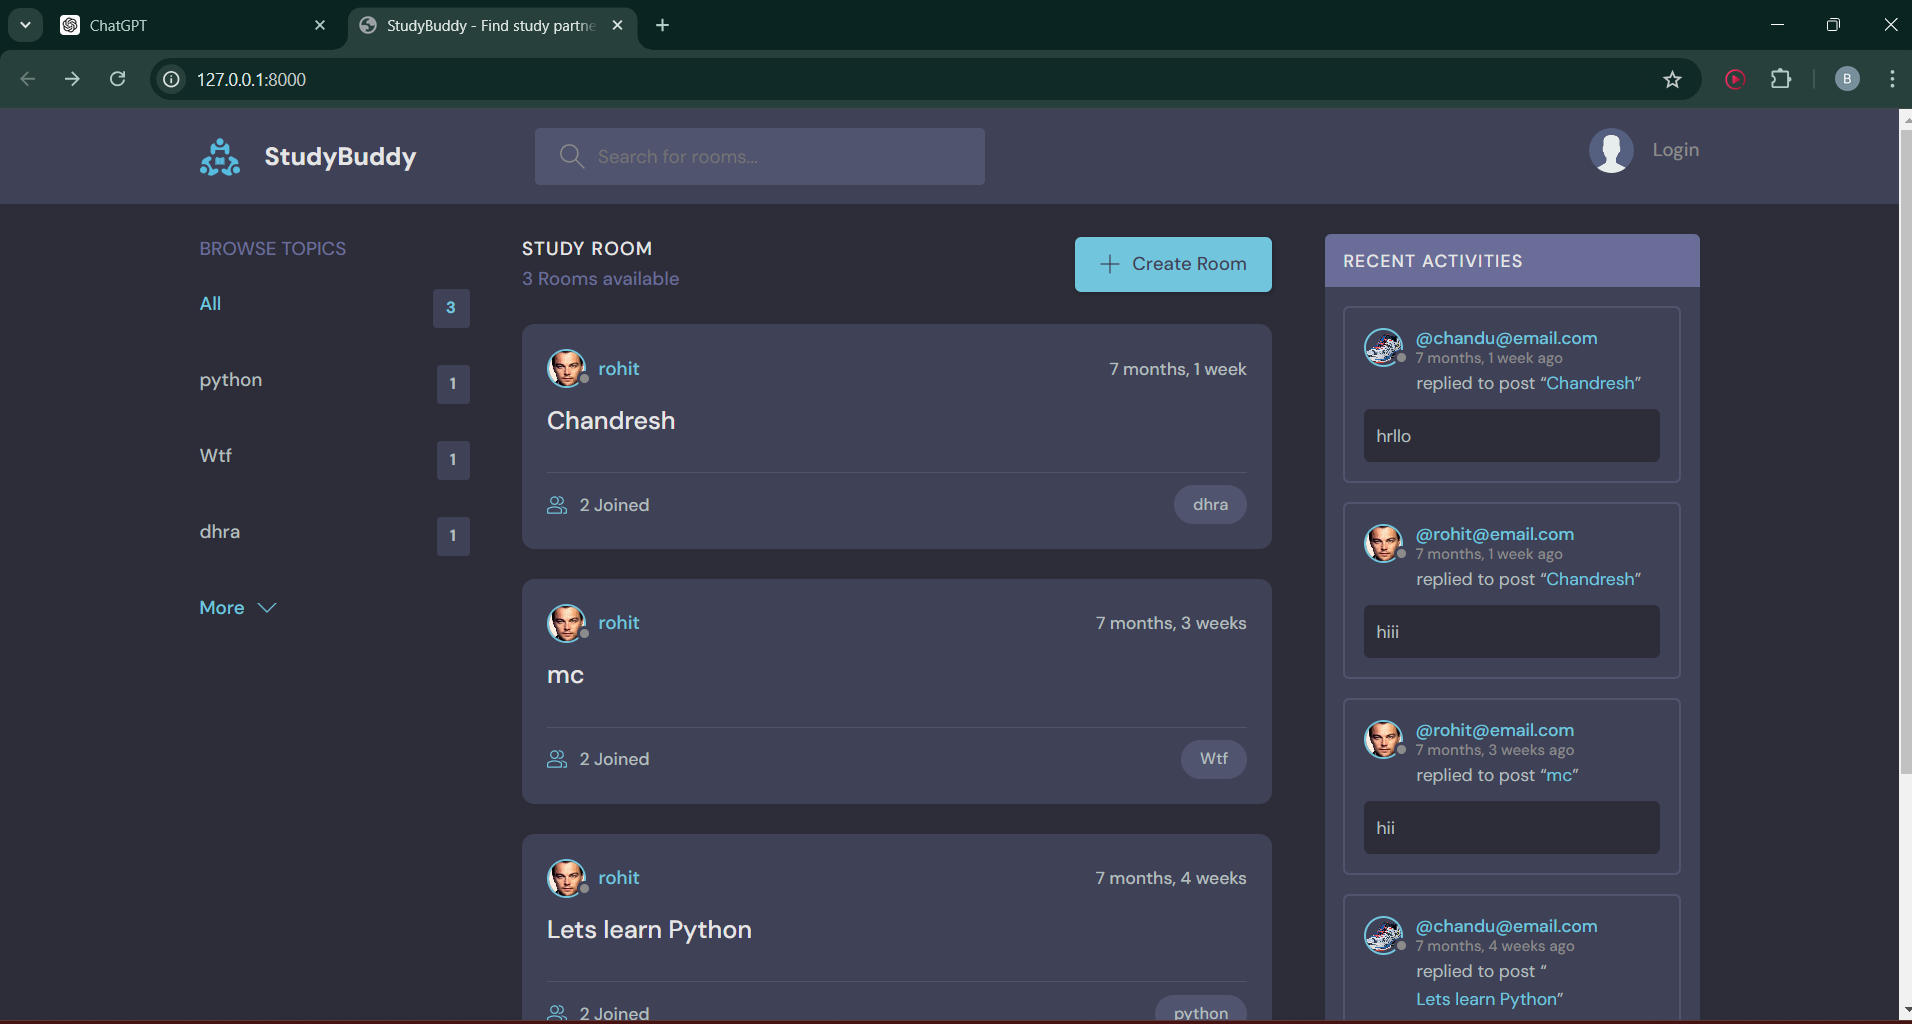 ChatGPT
StudyBuddy - Find study partne
127.0.0.1:8000
B
StudyBuddy
Search for rooms...
Login
BROWSE TOPICS
All
3
python
1
Wtf
1
dhra
1
More
STUDY ROOM
3 Rooms available
Create Room
rohit
7 months, 1 week
Chandresh
2 Joined
dhra
rohit
7 months, 3 weeks
mc
2 Joined
Wtf
rohit
7 months, 4 weeks
Lets learn Python
2 Joined
python
RECENT ACTIVITIES
@chandu@email.com
7 months, 1 week ago
replied to post “Chandresh”
hrllo
@rohit@email.com
7 months, 1 week ago
replied to post “Chandresh”
hiii
@rohit@email.com
7 months, 3 weeks ago
replied to post “mc”
hii
@chandu@email.com
7 months, 4 weeks ago
replied to post “
Lets learn Python”